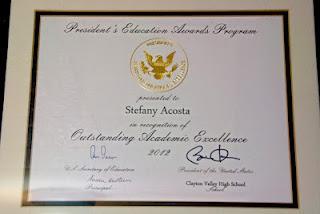 President's Education Awards Program
presented to
Stefany Acosta
in recognition of
Outstanding Academic Excellence
2012
U.S. Secretary of Education
President of the United States
Principal
Clayton Valley High School
School